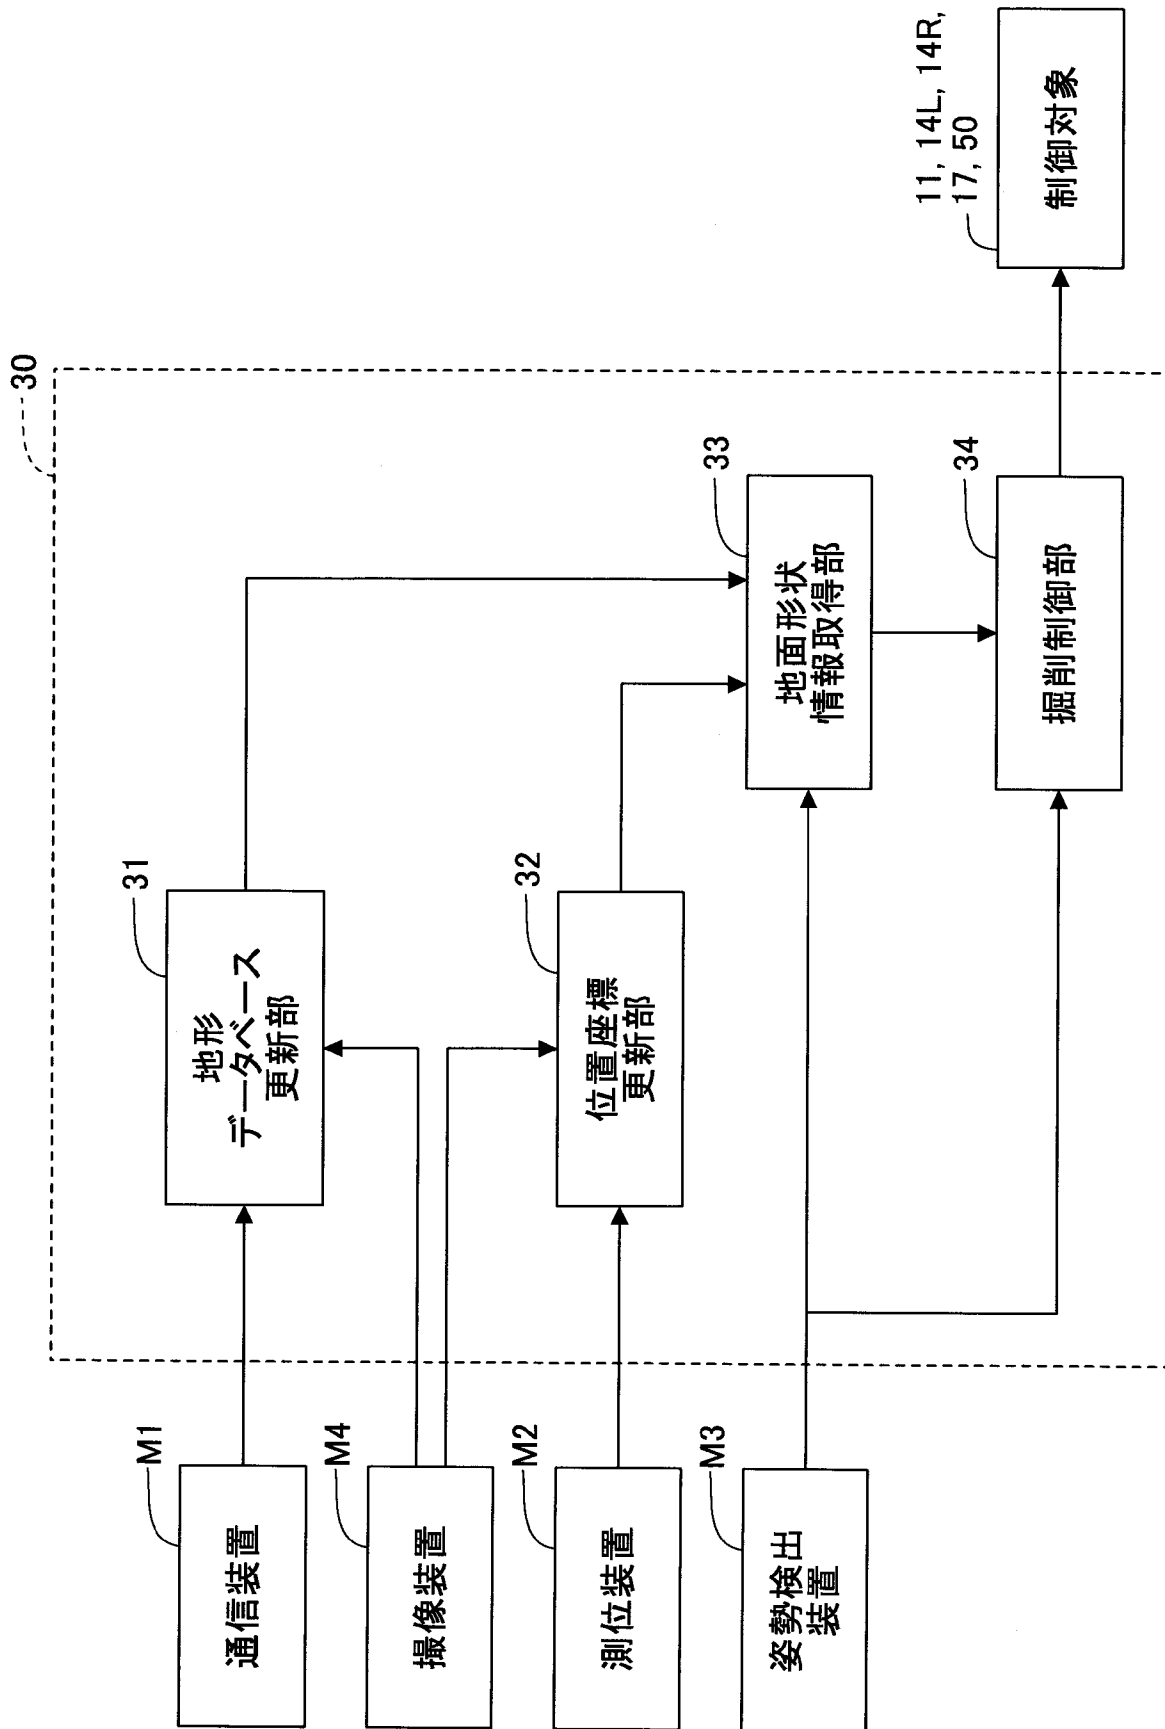 30
M1
通信装置
M4
撮像装置
M2
測位装置
M3
姿勢検出
装置
31
地形
データベース
更新部
32
位置座標
更新部
33
地面形状
情報取得部
34
掘削制御部
11, 14L, 14R,
17, 50
制御対象